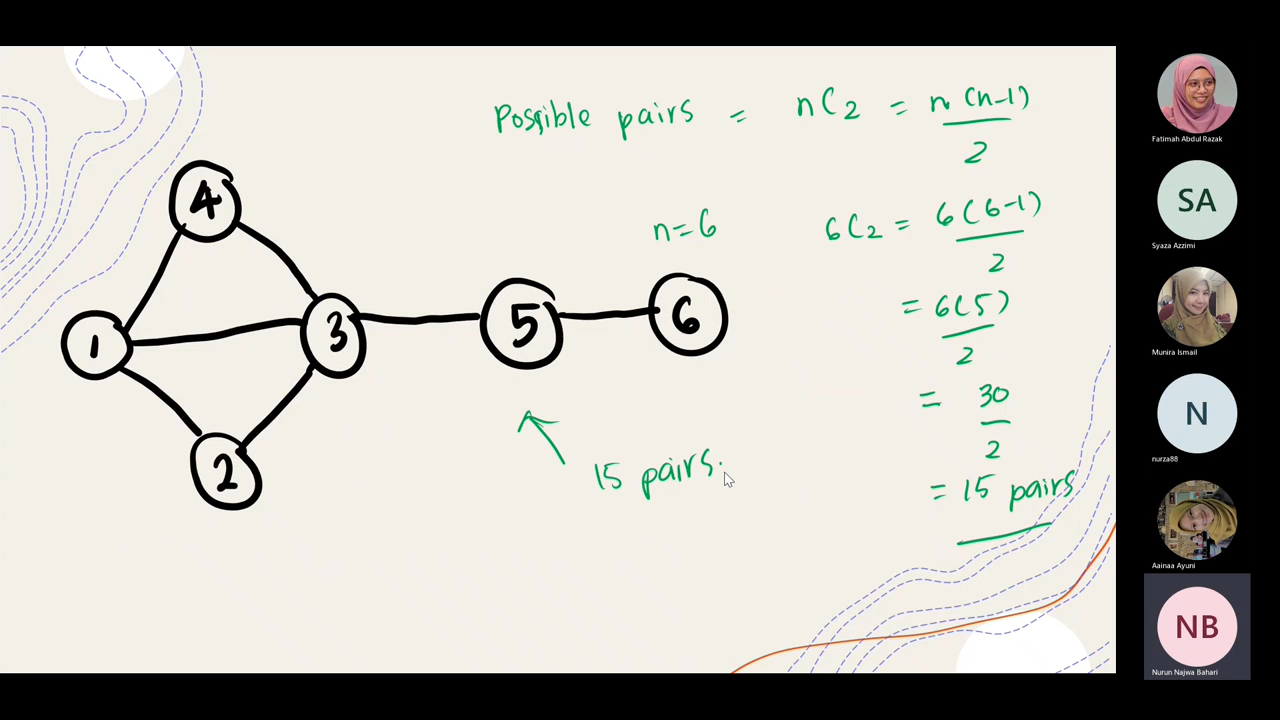 Possible pairs = nC2 = n(n-1)
2
n=6
6C2 = 6(6-1)
2
= 6(5)
2
= 30
2
= 15 pairs
15 pairs.
4
1
3
5
6
2
Fatimah Abdul Razak
SA
Syaza Azzimi
Munira Ismail
N
nurza88
Aainaa Ayuni
NB
Nurun Najwa Bahari